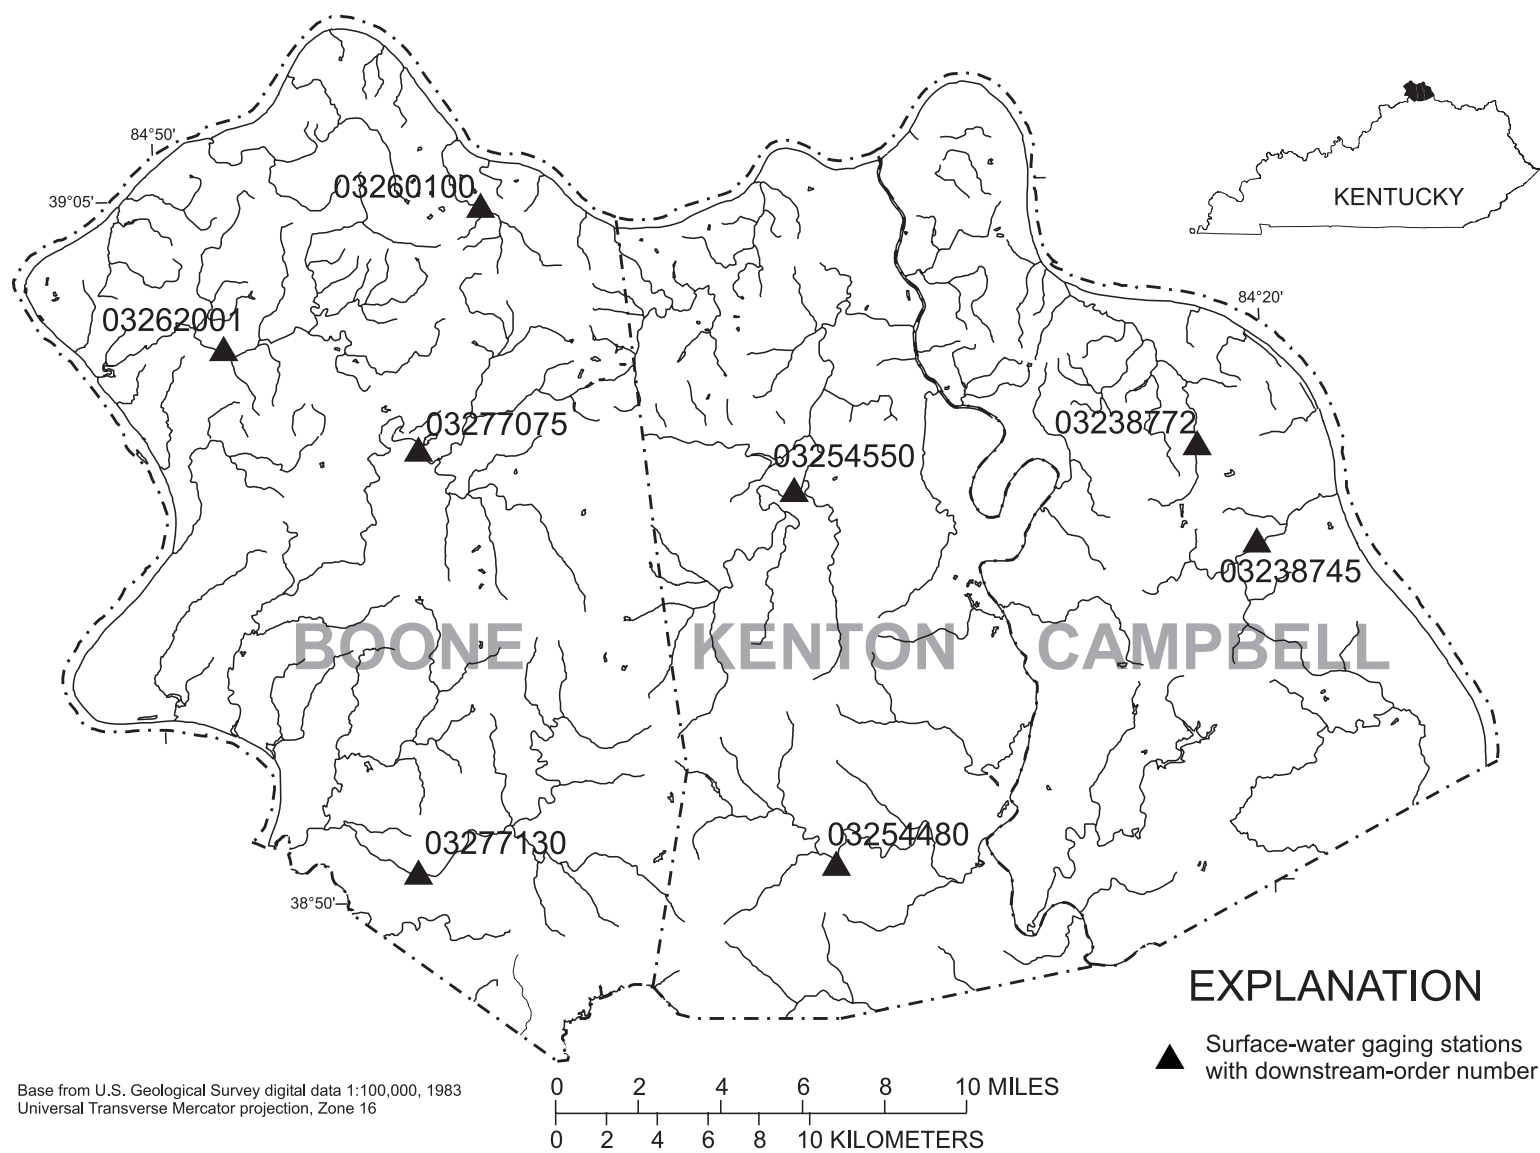 84°50'
39°05'
03260100
KENTUCKY
84°20'
03262001
03277075
03238772
03254550
03238745
BOONE
KENTON
CAMPBELL
03277130
03254480
38°50'
EXPLANATION
Surface-water gaging stations
with downstream-order number
Base from U.S. Geological Survey digital data 1:100,000, 1983
Universal Transverse Mercator projection, Zone 16
0 2 4 6 8 10 MILES
0 2 4 6 8 10 KILOMETERS